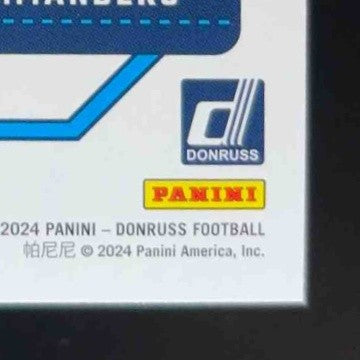 DONRUSS
PANINI
2024 PANINI – DONRUSS FOOTBALL
帕尼尼 © 2024 Panini America, Inc.